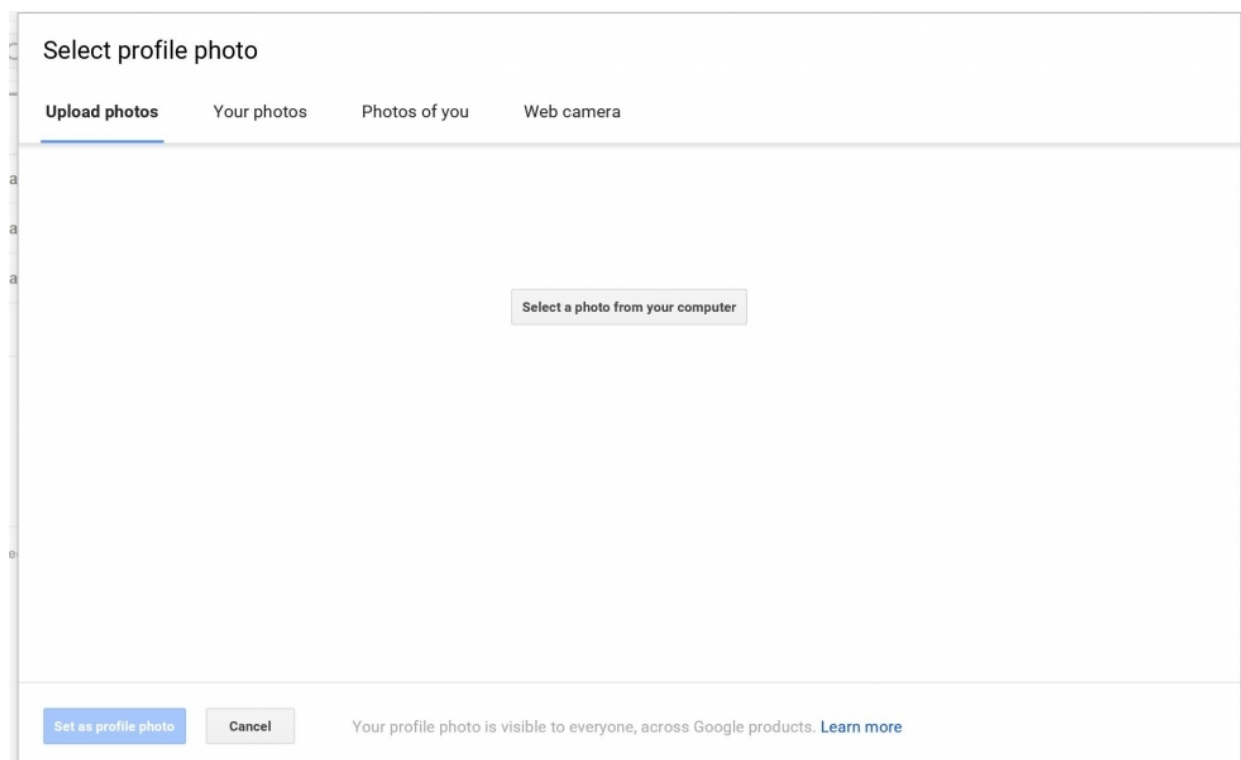 Select profile photo
Upload photos Your photos Photos of you Web camera
a
a
a
Select a photo from your computer
e
Set as profile photo Cancel Your profile photo is visible to everyone, across Google products. Learn more